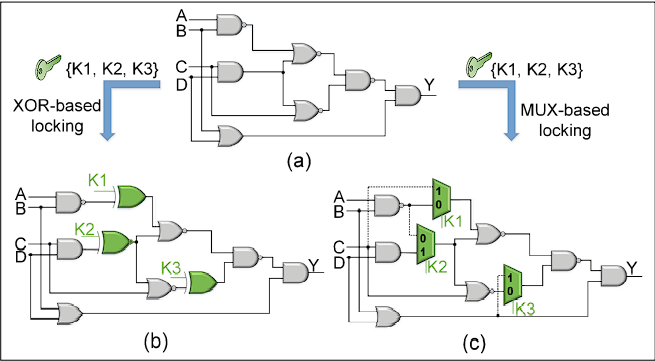 A
B
C
D
Y
(a)
{K1, K2, K3}
XOR-based
locking
{K1, K2, K3}
MUX-based
locking
A
B
C
D
K1
K2
K3
Y
(b)
A
B
C
D
1
0
K1
0
1
K2
1
0
K3
Y
(c)